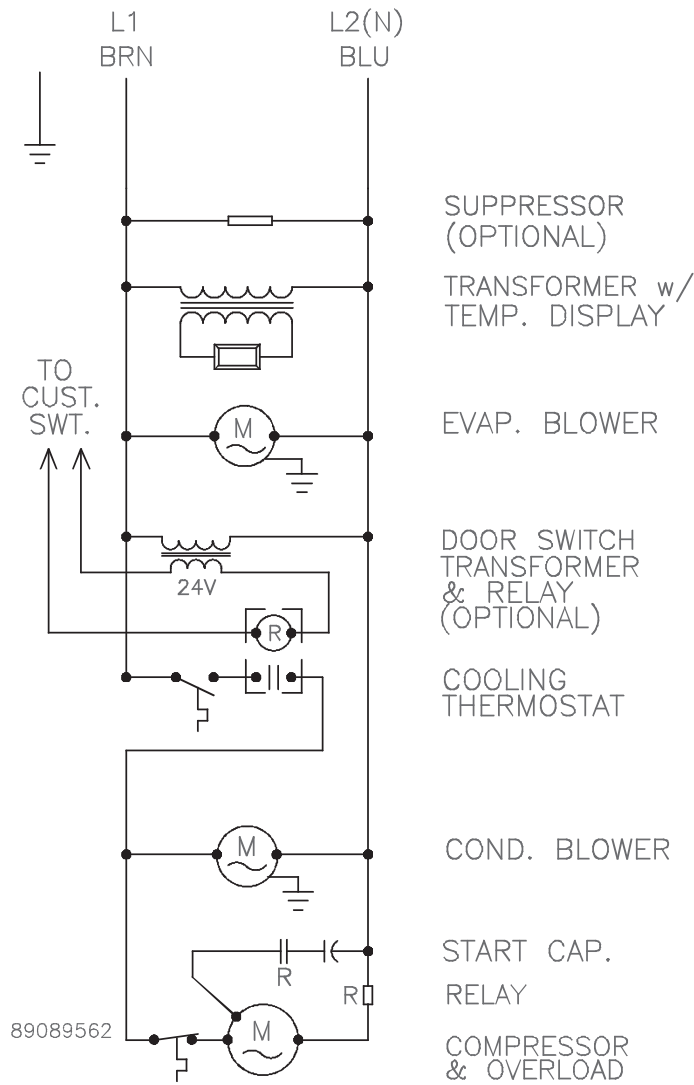 L1
BRN
L2(N)
BLU
SUPPRESSOR
(OPTIONAL)
TRANSFORMER w/
TEMP. DISPLAY
TO
CUST.
SWT.
M
EVAP. BLOWER
24V
DOOR SWITCH
TRANSFORMER
& RELAY
(OPTIONAL)
R
COOLING
THERMOSTAT
M
COND. BLOWER
START CAP.
R
R
RELAY
89089562
M
COMPRESSOR
& OVERLOAD